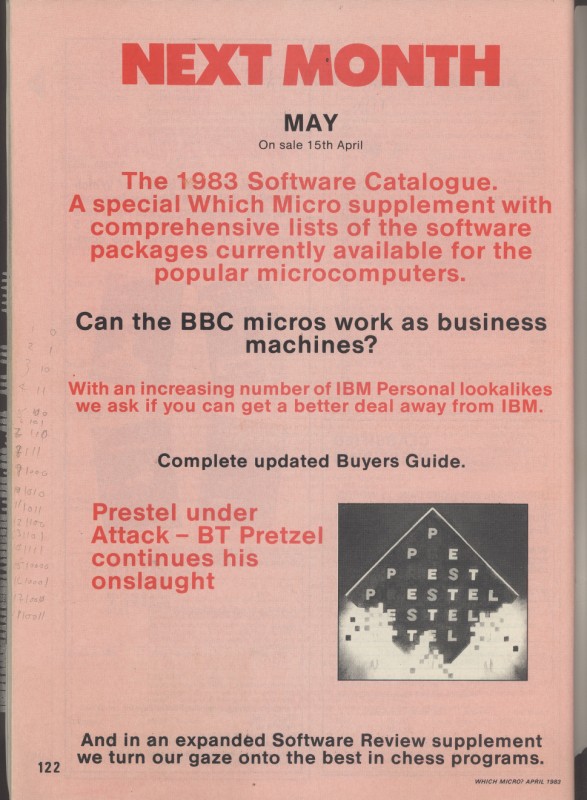 NEXT MONTH
MAY
On sale 15th April
The 1983 Software Catalogue.
A special Which Micro supplement with
comprehensive lists of the software
packages currently available for the
popular microcomputers.
Can the BBC micros work as business
machines?
With an increasing number of IBM Personal lookalikes
we ask if you can get a better deal away from IBM.
Complete updated Buyers Guide.
Prestel under
Attack – BT Pretzel
continues his
onslaught
P
P E
P EST
P ESTEL
ESTEL
TEL
And in an expanded Software Review supplement
we turn our gaze onto the best in chess programs.
122
WHICH MICRO? APRIL 1983